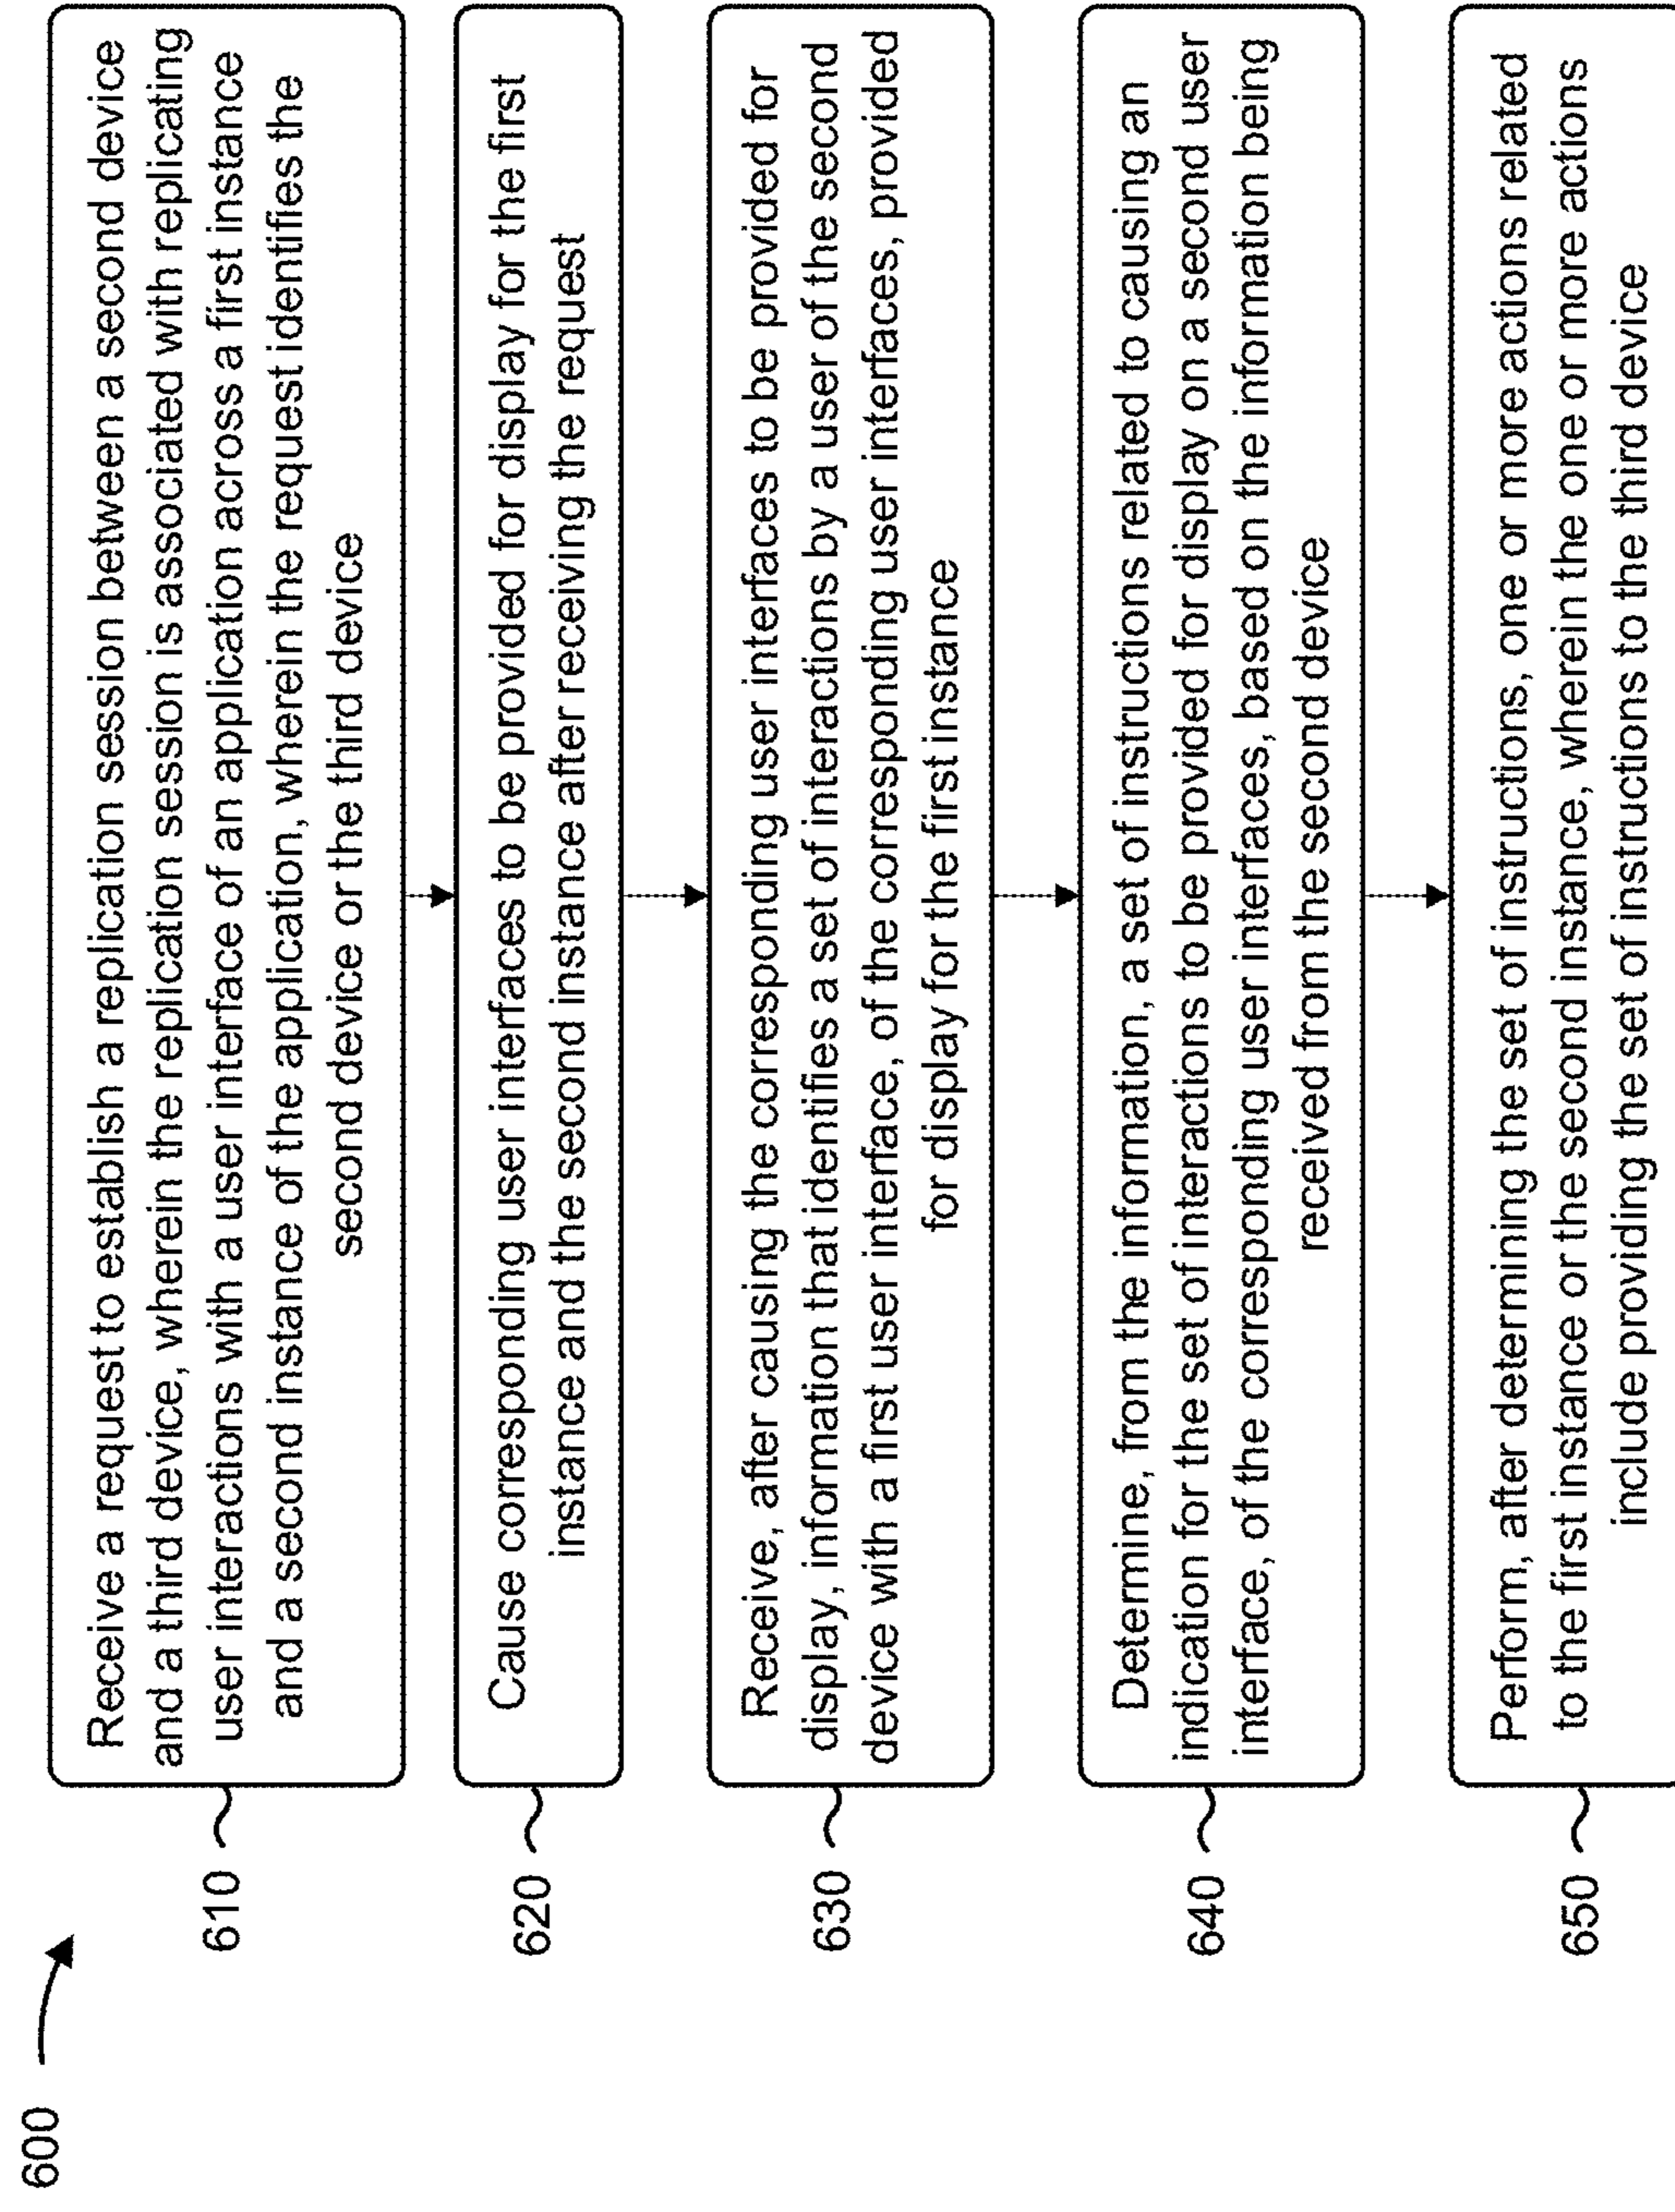 600
610
Receive a request to establish a replication session between a second device
and a third device, wherein the replication session is associated with replicating
user interactions with a user interface of an application across a first instance
and a second instance of the application, wherein the request identifies the
second device or the third device
620
Cause corresponding user interfaces to be provided for display for the first
instance and the second instance after receiving the request
630
Receive, after causing the corresponding user interfaces to be provided for
display, information that identifies a set of interactions by a user of the second
device with a first user interface, of the corresponding user interfaces, provided
for display for the first instance
640
Determine, from the information, a set of instructions related to causing an
indication for the set of interactions to be provided for display on a second user
interface, of the corresponding user interfaces, based on the information being
received from the second device
650
Perform, after determining the set of instructions, one or more actions related
to the first instance or the second instance, wherein the one or more actions
include providing the set of instructions to the third device